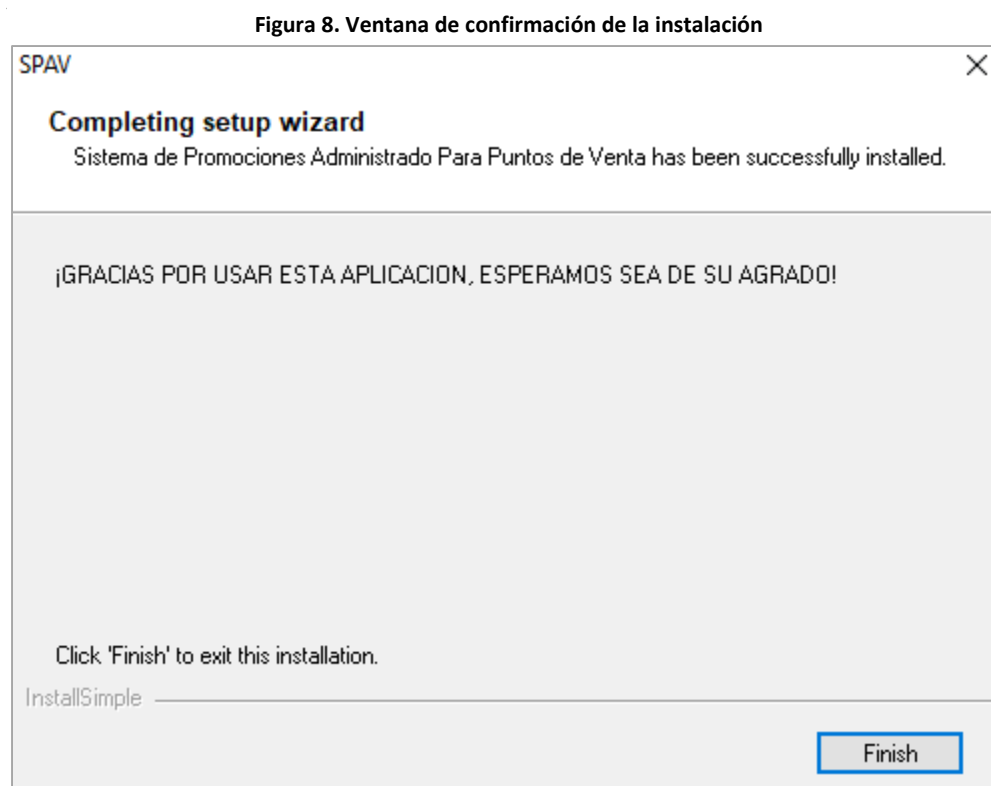 Figura 8. Ventana de confirmación de la instalación
SPAV
Completing setup wizard
Sistema de Promociones Administrado Para Puntos de Venta has been successfully installed.
¡GRACIAS POR USAR ESTA APLICACION, ESPERAMOS SEA DE SU AGRADO!
Click 'Finish' to exit this installation.
InstallSimple
Finish